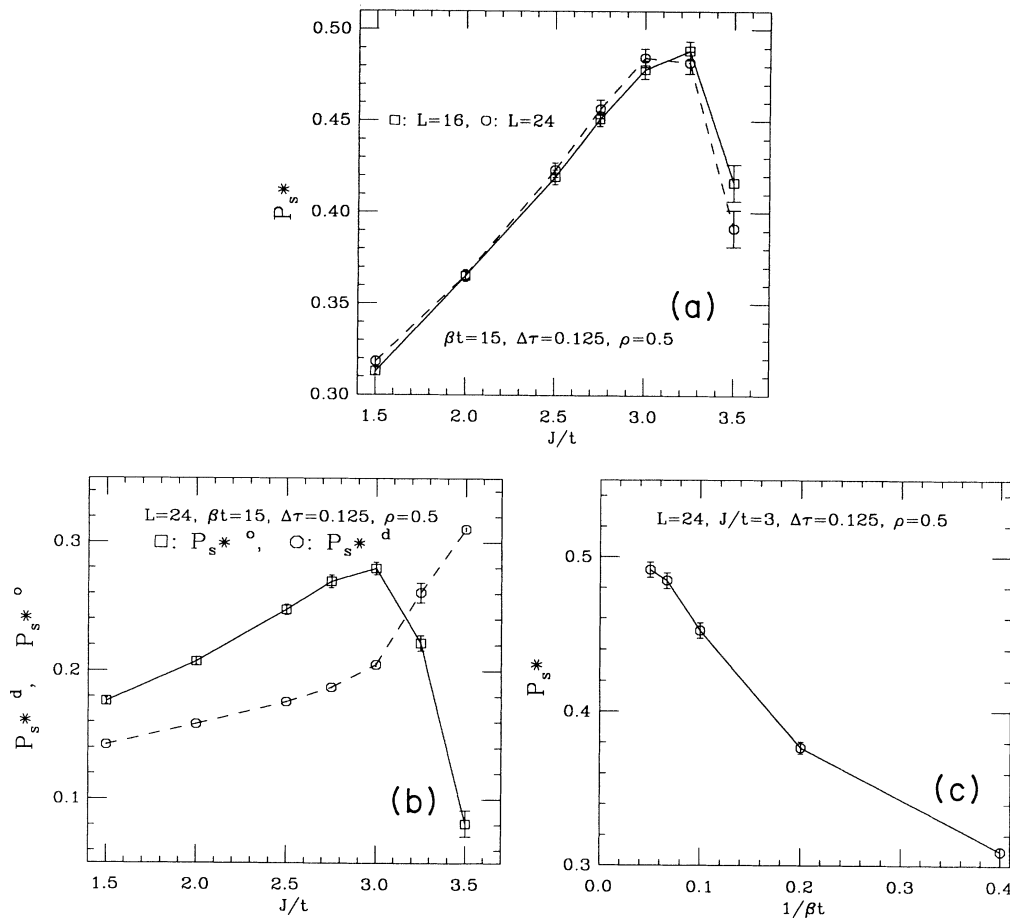 0.50
0.45
0.40
0.35
0.30
P_s*
□: L=16, ○: L=24
(a)
βt=15, Δτ=0.125, ρ=0.5
1.5 2.0 2.5 3.0 3.5
J/t
L=24, βt=15, Δτ=0.125, ρ=0.5
□: P_s*^o, ○: P_s*^d
0.3
0.2
0.1
P_s*^d, P_s*^o
(b)
1.5 2.0 2.5 3.0 3.5
J/t
L=24, J/t=3, Δτ=0.125, ρ=0.5
0.5
0.4
0.3
P_s*
(c)
0.0 0.1 0.2 0.3 0.4
1/βt